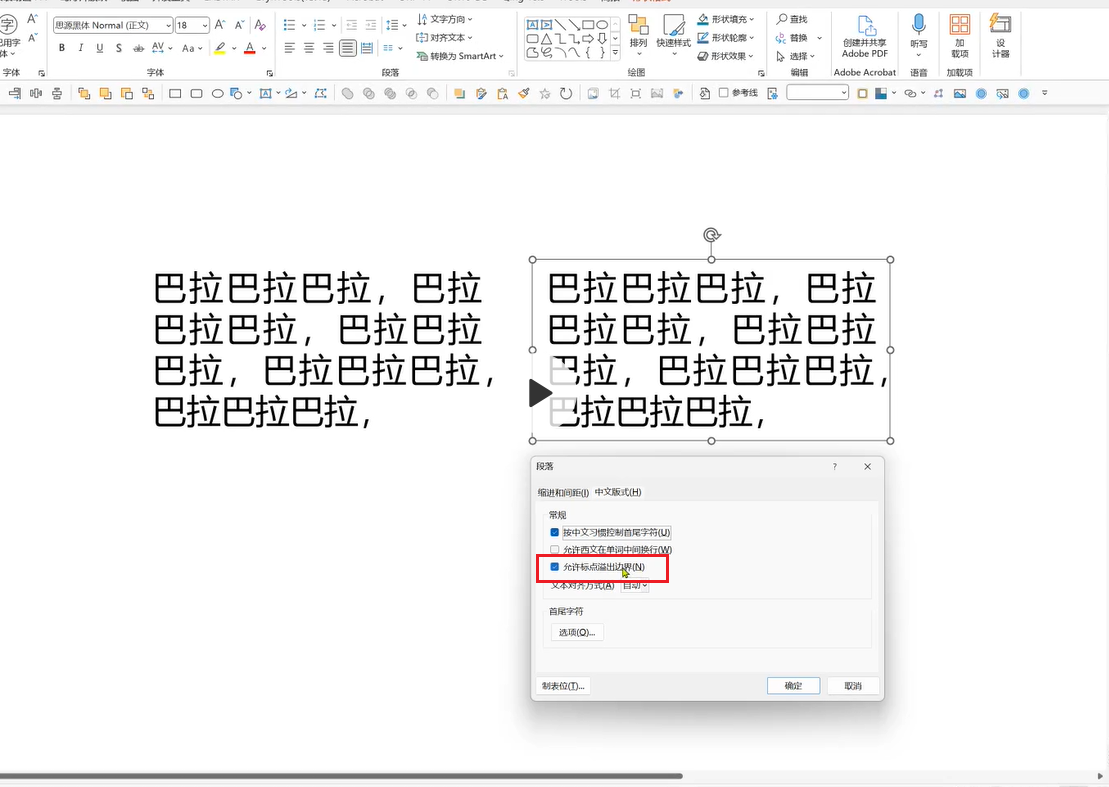 思源黑体 Normal (正文)
18
文字方向
形状填充
查找
对齐文本
形状轮廓
替换
转换为 SmartArt
形状效果
选择
排列
快速样式
创建并共享
Adobe PDF
听写
加
载项
设
计器
B I U S ab AV Aa A
字体
字体
段落
绘图
编辑
Adobe Acrobat
语音
加载项
参考线
巴拉巴拉巴拉，巴拉
巴拉巴拉，巴拉巴拉
巴拉，巴拉巴拉巴拉，
巴拉巴拉巴拉，
巴拉巴拉巴拉，巴拉
巴拉巴拉，巴拉巴拉
巴拉，巴拉巴拉巴拉，
巴拉巴拉巴拉，
段落
?
缩进和间距(I) 中文版式(H)
常规
按中文习惯控制首尾字符(U)
允许西文在单词中间换行(W)
允许标点溢出边界(N)
文本对齐方式(A) 自动
首尾字符
选项(O)...
制表位(T)...
确定
取消